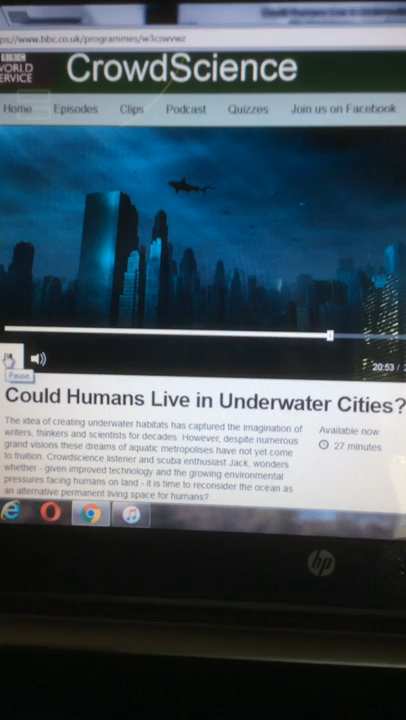 ps://www.bbc.co.uk/programmes/w3cswvwz
BBC
WORLD
SERVICE
CrowdScience
Home Episodes Clips Podcast Quizzes Join us on Facebook
20:53 /
Pause
Could Humans Live in Underwater Cities?
The idea of creating underwater habitats has captured the imagination of
writers, thinkers and scientists for decades. However, despite numerous
grand visions these dreams of aquatic metropolises have not yet come
to fruition. Crowdscience listener and scuba enthusiast Jack, wonders
whether - given improved technology and the growing environmental
pressures facing humans on land - it is time to reconsider the ocean as
an alternative permanent living space for humans?
Available now
27 minutes
hp